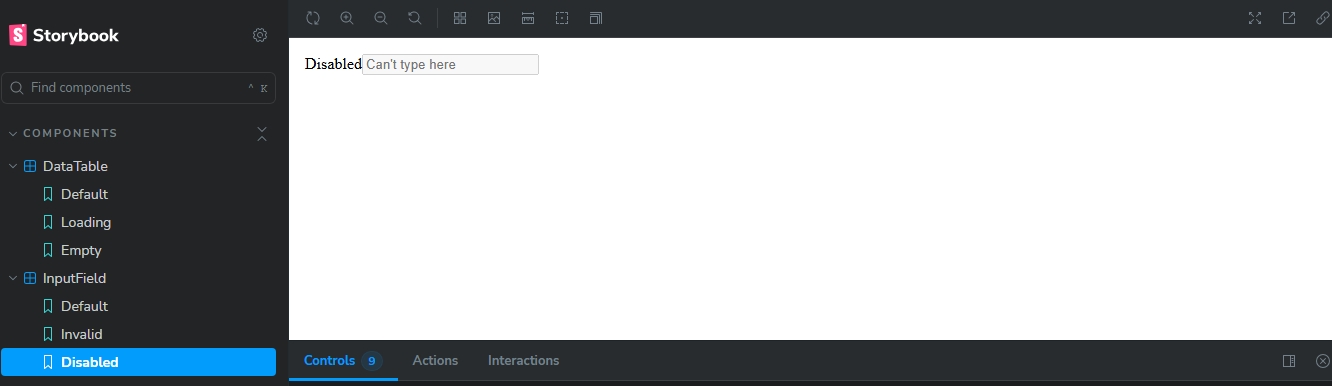 Storybook
Find components ^ K
COMPONENTS
DataTable
Default
Loading
Empty
InputField
Default
Invalid
Disabled
Disabled Can't type here
Controls 9 Actions Interactions